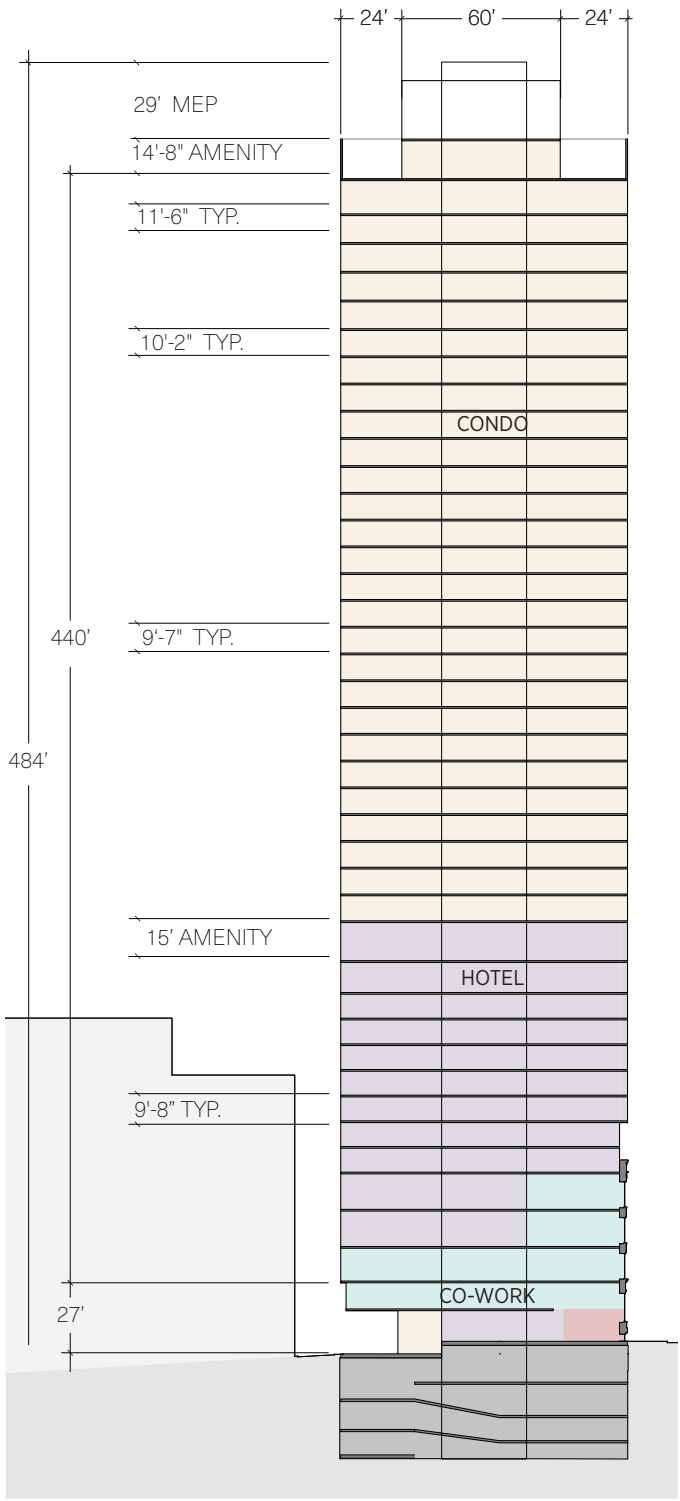 24' 60' 24'
29' MEP
14'-8" AMENITY
11'-6" TYP.
10'-2" TYP.
CONDO
440'
9'-7" TYP.
484'
15' AMENITY
HOTEL
9'-8" TYP.
CO-WORK
27'